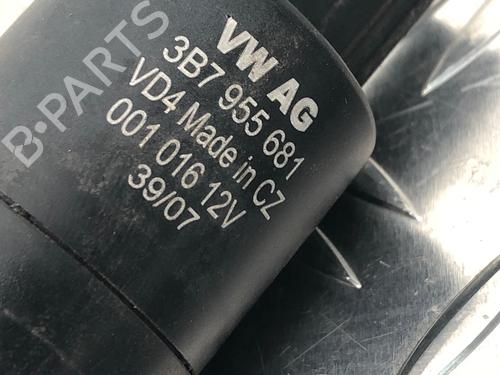 VW AG
3B7 955 681
VD4 Made in CZ
001 016 12V
39/07
B-PARTS